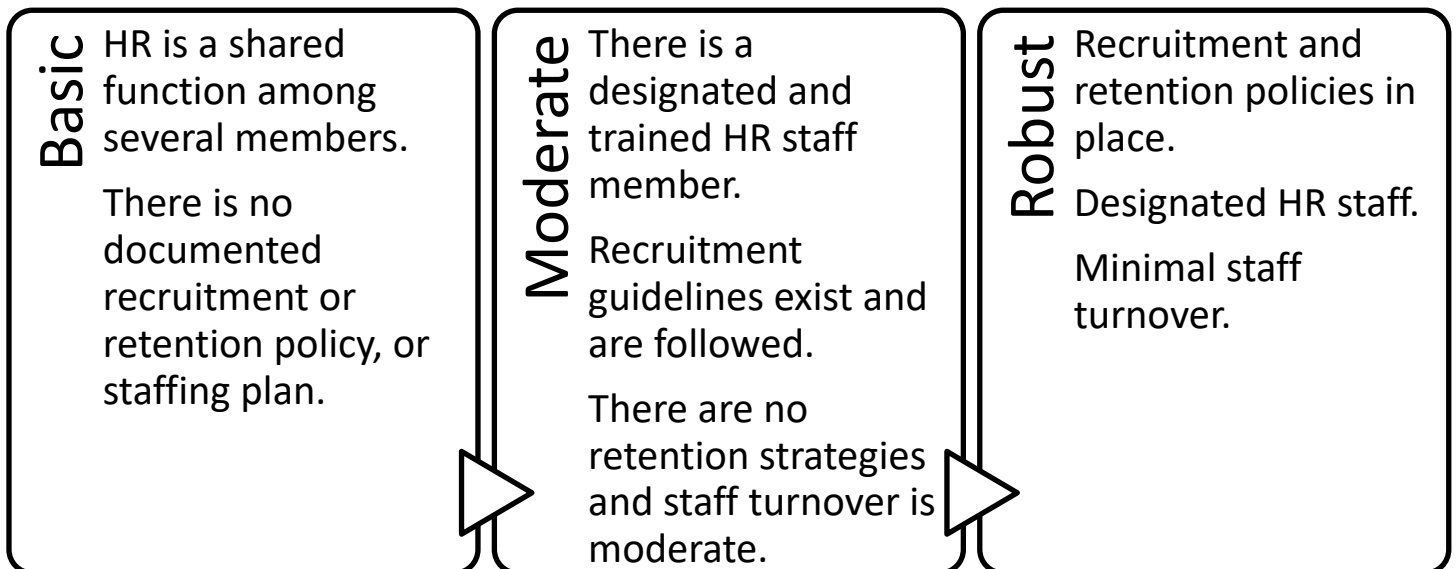 Basic
HR is a shared
function among
several members.
There is no
documented
recruitment or
retention policy, or
staffing plan.
Moderate
There is a
designated and
trained HR staff
member.
Recruitment
guidelines exist and
are followed.
There are no
retention strategies
and staff turnover is
moderate.
Robust
Recruitment and
retention policies in
place.
Designated HR staff.
Minimal staff
turnover.